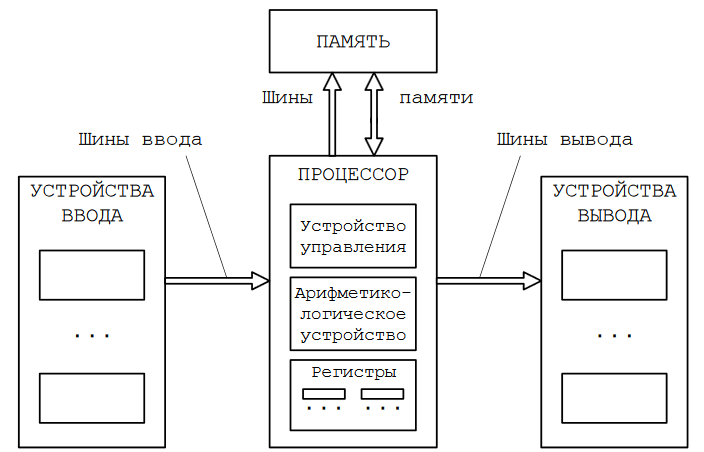 ПАМЯТЬ
Шины памяти
Шины ввода
Шины вывода
УСТРОЙСТВА
ВВОДА
...
ПРОЦЕССОР
Устройство
управления
Арифметико-
логическое
устройство
Регистры
... ...
УСТРОЙСТВА
ВЫВОДА
...